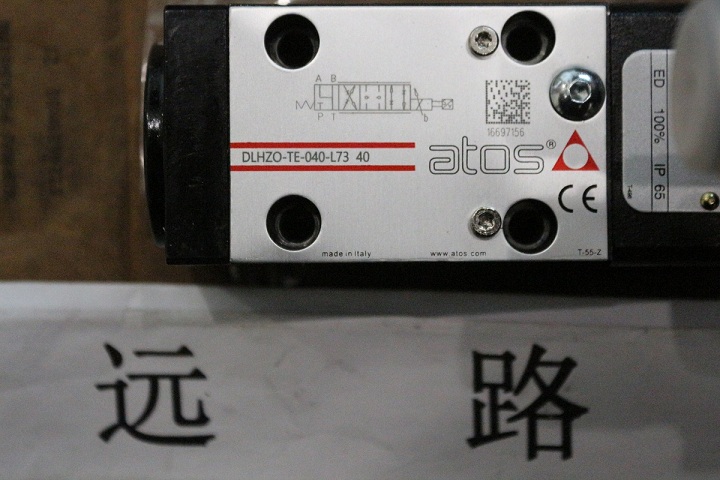 A B
P T
b
16697156
DLHZO-TE-040-L73 40
atos®
CE
made in Italy
www.atos.com
T-55-Z
ED 100% IP 65
远 路